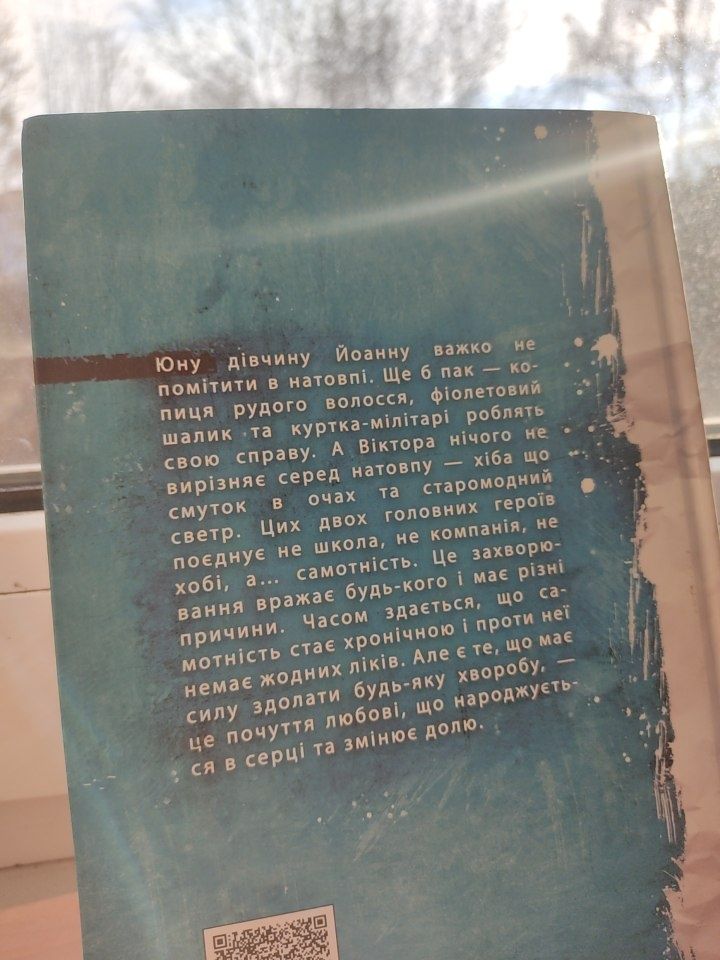 Юну дівчину Йоанну важко не
помітити в натовпі. Ще б пак — ко-
пиця рудого волосся, фіолетовий
шалик та куртка-мілітарі роблять
свою справу. А Віктора нічого не
вирізняє серед натовпу — хіба що
смуток в очах та старомодний
светр. Цих двох головних героїв
поєднує не школа, не компанія, не
хобі, а... самотність. Це захворю-
вання вражає будь-кого і має різні
причини. Часом здається, що са-
мотність стає хронічною і проти неї
немає жодних ліків. Але є те, що має
силу здолати будь-яку хворобу, —
це почуття любові, що народжуєть-
ся в серці та змінює долю.